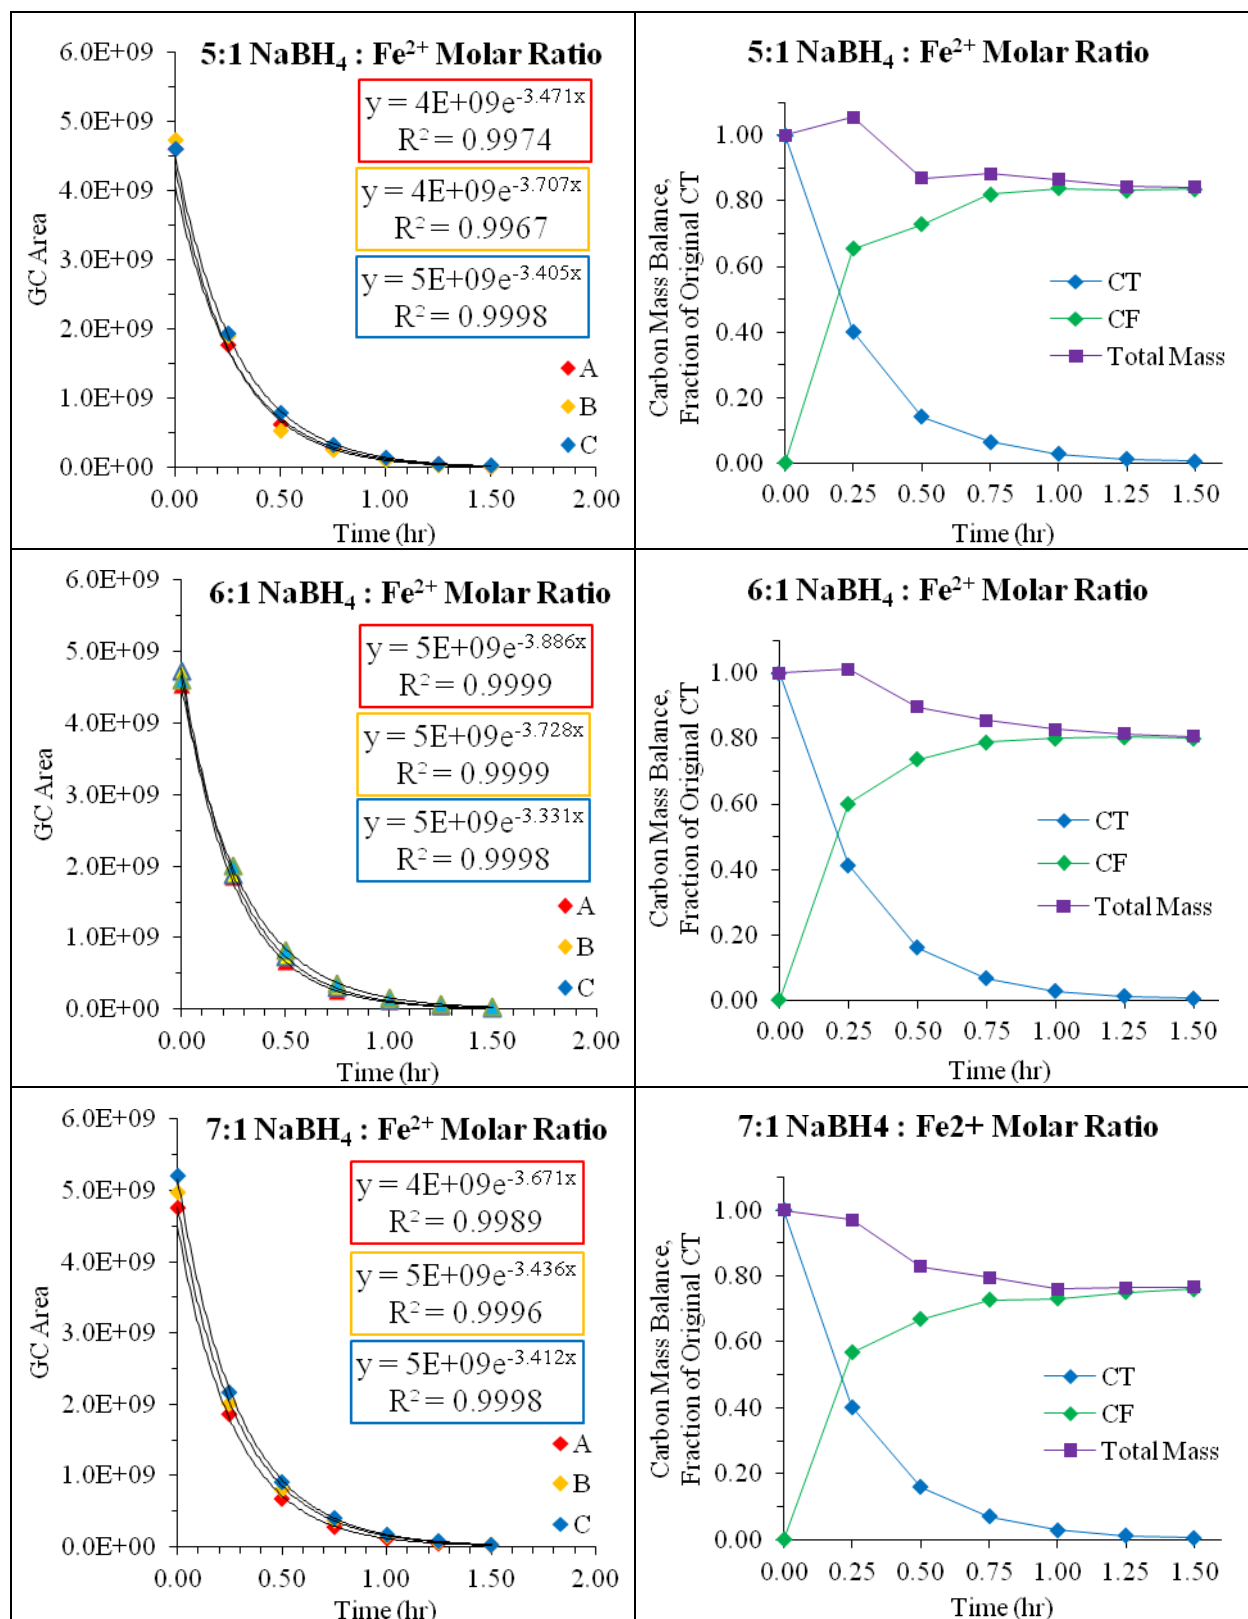 5:1 NaBH₄ : Fe²⁺ Molar Ratio
6.0E+09
5.0E+09
4.0E+09
3.0E+09
2.0E+09
1.0E+09
0.0E+00
GC Area
y = 4E+09e^-3.471x
R² = 0.9974
y = 4E+09e^-3.707x
R² = 0.9967
y = 5E+09e^-3.405x
R² = 0.9998
A
B
C
0.00 0.50 1.00 1.50 2.00
Time (hr)
5:1 NaBH₄ : Fe²⁺ Molar Ratio
1.00
0.80
0.60
0.40
0.20
0.00
Carbon Mass Balance,
Fraction of Original CT
CT
CF
Total Mass
0.00 0.25 0.50 0.75 1.00 1.25 1.50
Time (hr)
6:1 NaBH₄ : Fe²⁺ Molar Ratio
6.0E+09
5.0E+09
4.0E+09
3.0E+09
2.0E+09
1.0E+09
0.0E+00
GC Area
y = 5E+09e^-3.886x
R² = 0.9999
y = 5E+09e^-3.728x
R² = 0.9999
y = 5E+09e^-3.331x
R² = 0.9998
A
B
C
0.00 0.50 1.00 1.50 2.00
Time (hr)
6:1 NaBH₄ : Fe²⁺ Molar Ratio
1.00
0.80
0.60
0.40
0.20
0.00
Carbon Mass Balance,
Fraction of Original CT
CT
CF
Total Mass
0.00 0.25 0.50 0.75 1.00 1.25 1.50
Time (hr)
7:1 NaBH₄ : Fe²⁺ Molar Ratio
6.0E+09
5.0E+09
4.0E+09
3.0E+09
2.0E+09
1.0E+09
0.0E+00
GC Area
y = 4E+09e^-3.671x
R² = 0.9989
y = 5E+09e^-3.436x
R² = 0.9996
y = 5E+09e^-3.412x
R² = 0.9998
A
B
C
0.00 0.50 1.00 1.50 2.00
Time (hr)
7:1 NaBH4 : Fe2+ Molar Ratio
1.00
0.80
0.60
0.40
0.20
0.00
Carbon Mass Balance,
Fraction of Original CT
CT
CF
Total Mass
0.00 0.25 0.50 0.75 1.00 1.25 1.50
Time (hr)